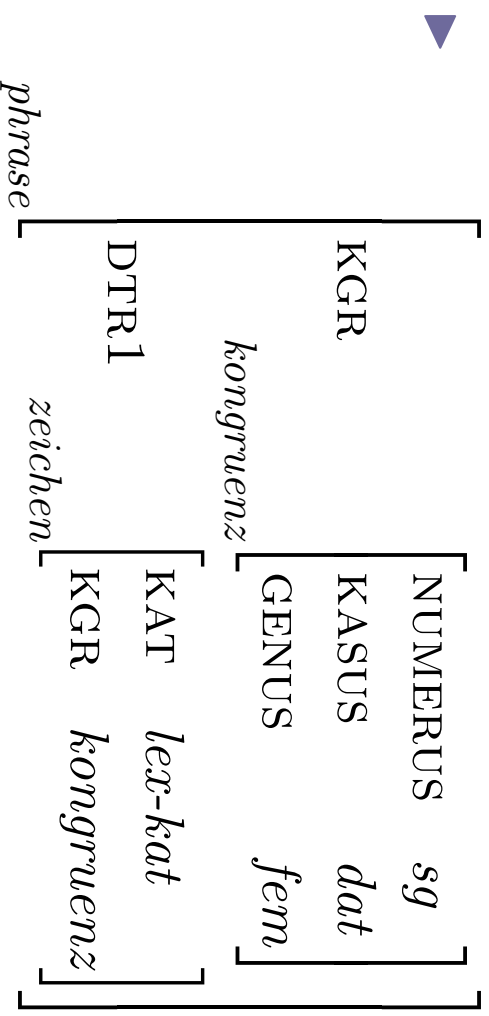 NUMERUS sg
KGR KASUS dat
GENUS fem
kongruenz
KAT lex-kat
DTR1
KGR kongruenz
zeichen
phrase